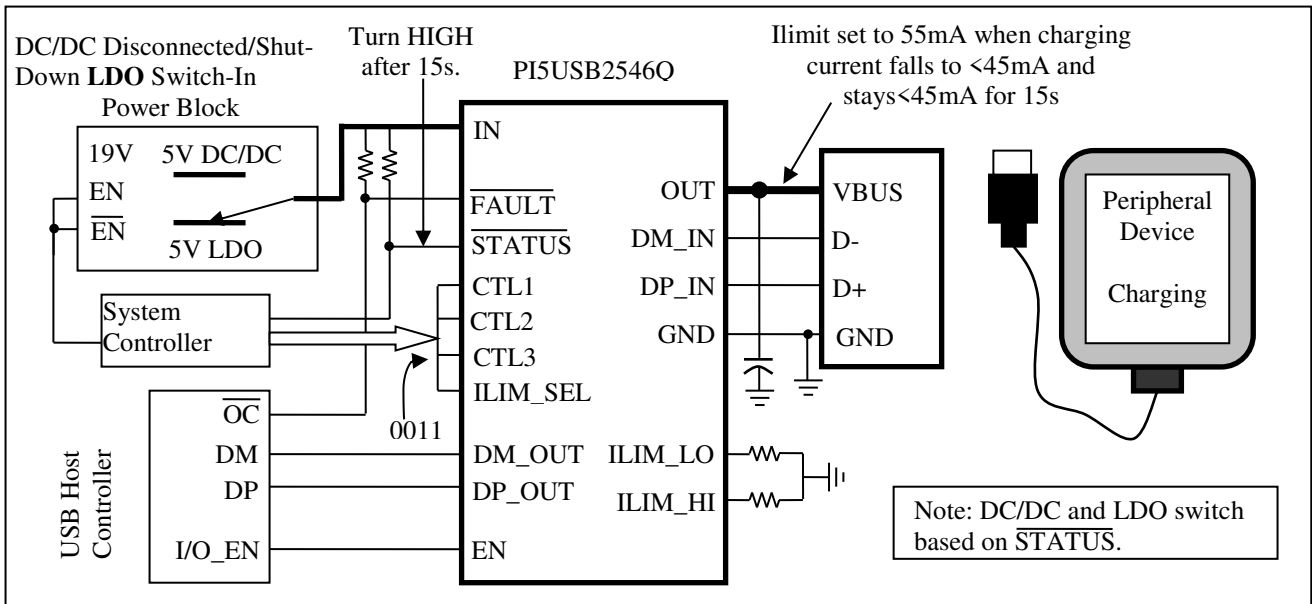 DC/DC Disconnected/Shut-
Down LDO Switch-In
Power Block
19V
5V DC/DC
EN
EN
5V LDO
System
Controller
Turn HIGH
after 15s.
PI5USB2546Q
IN
FAULT
STATUS
CTL1
CTL2
CTL3
ILIM_SEL
0011
DM_OUT
DP_OUT
EN
OUT
DM_IN
DP_IN
GND
ILIM_LO
ILIM_HI
USB Host
Controller
OC
DM
DP
I/O_EN
Ilimit set to 55mA when charging
current falls to <45mA and
stays<45mA for 15s
VBUS
D-
D+
GND
Peripheral
Device
Charging
Note: DC/DC and LDO switch
based on STATUS.